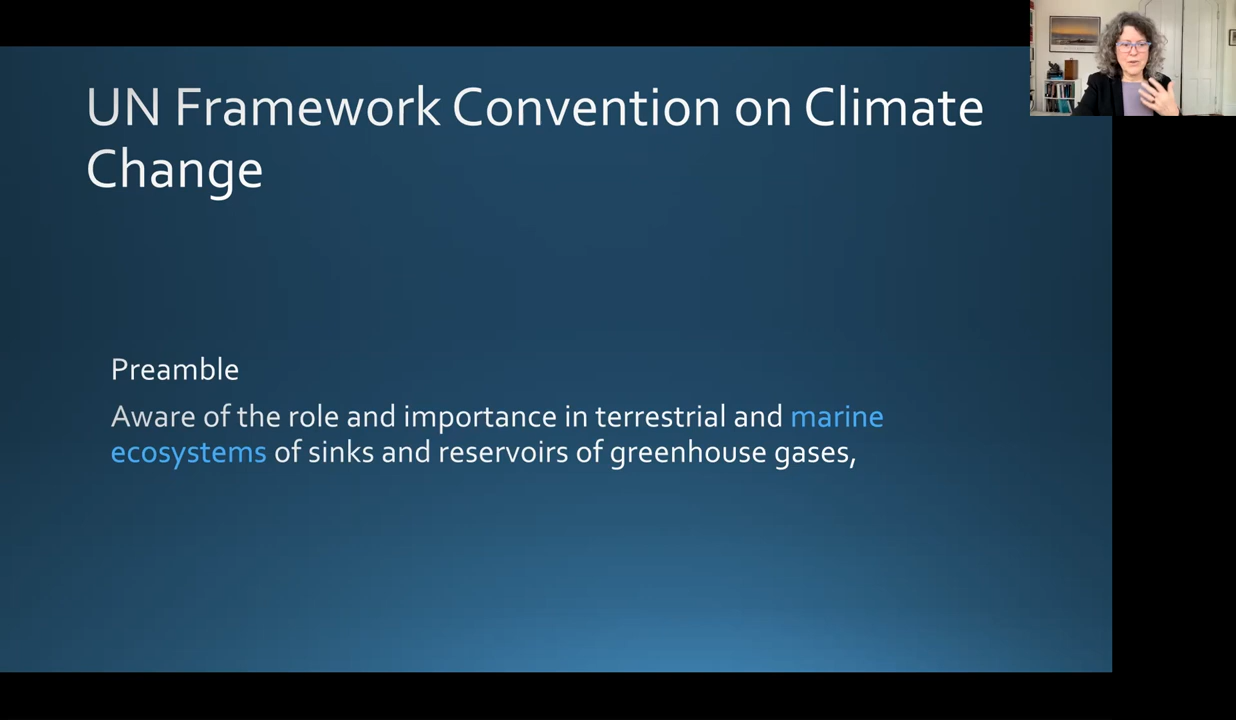 UN Framework Convention on Climate
Change
Preamble
Aware of the role and importance in terrestrial and marine
ecosystems of sinks and reservoirs of greenhouse gases,